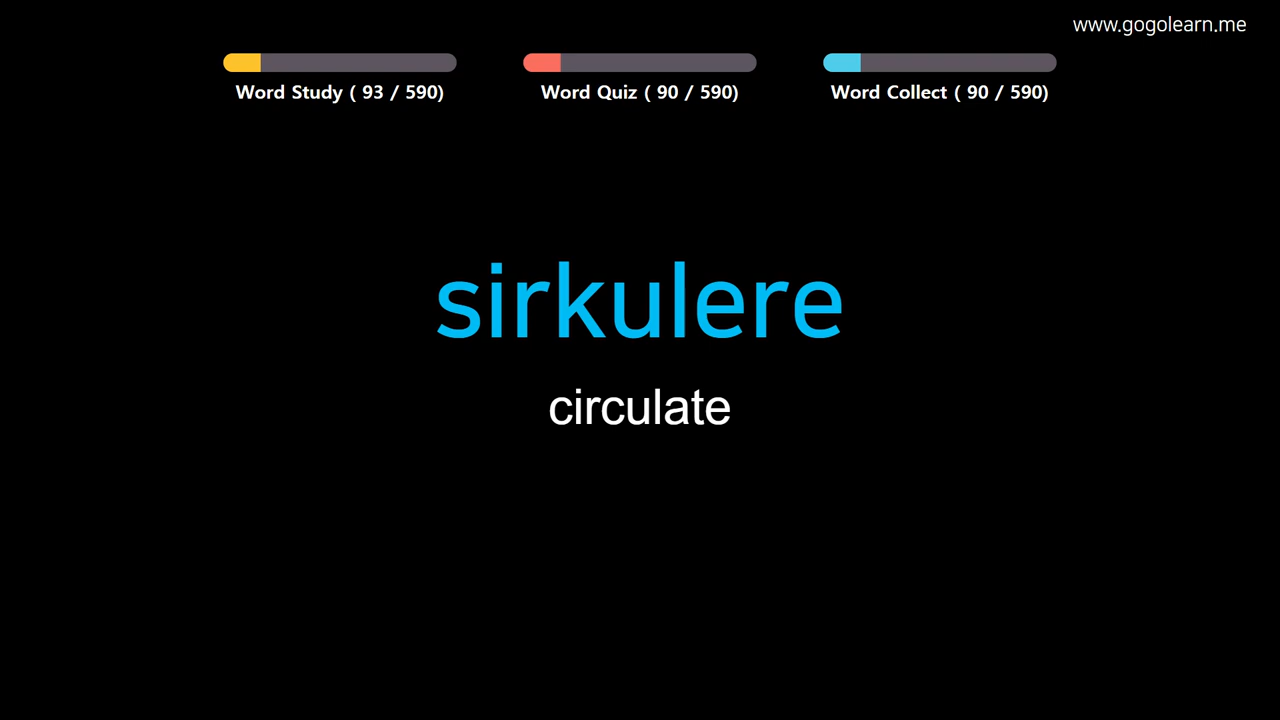 www.gogolearn.me
Word Study ( 93 / 590)
Word Quiz ( 90 / 590)
Word Collect ( 90 / 590)
sirkulere
circulate